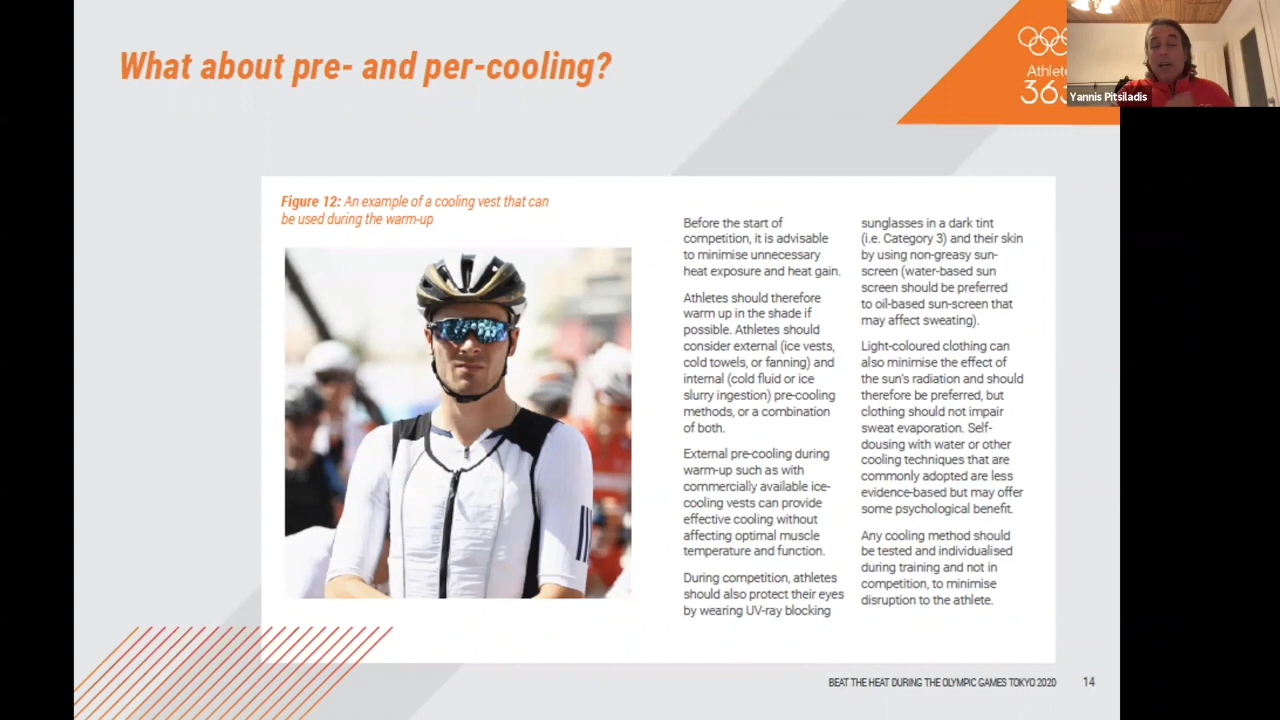 What about pre- and per-cooling?
Athlete
365
Yannis Pitsiladis
Figure 12: An example of a cooling vest that can
be used during the warm-up
Before the start of
competition, it is advisable
to minimise unnecessary
heat exposure and heat gain.
Athletes should therefore
warm up in the shade if
possible. Athletes should
consider external (ice vests,
cold towels, or fanning) and
internal (cold fluid or ice
slurry ingestion) pre-cooling
methods, or a combination
of both.
External pre-cooling during
warm-up such as with
commercially available ice-
cooling vests can provide
effective cooling without
affecting optimal muscle
temperature and function.
During competition, athletes
should also protect their eyes
by wearing UV-ray blocking
sunglasses in a dark tint
(i.e. Category 3) and their skin
by using non-greasy sun-
screen (water-based sun
screen should be preferred
to oil-based sun-screen that
may affect sweating).
Light-coloured clothing can
also minimise the effect of
the sun's radiation and should
therefore be preferred, but
clothing should not impair
sweat evaporation. Self-
dousing with water or other
cooling techniques that are
commonly adopted are less
evidence-based but may offer
some psychological benefit.
Any cooling method should
be tested and individualised
during training and not in
competition, to minimise
disruption to the athlete.
BEAT THE HEAT DURING THE OLYMPIC GAMES TOKYO 2020 14